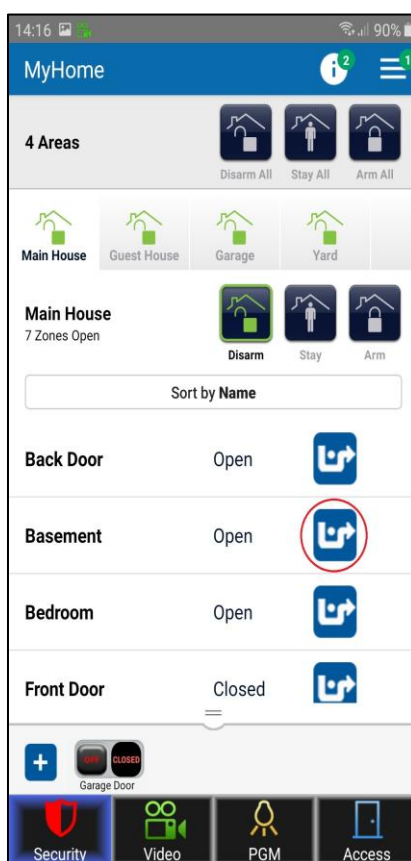 14:16 90%
MyHome i 2 1
4 Areas
Disarm All Stay All Arm All
Main House Guest House Garage Yard
Main House
7 Zones Open
Disarm Stay Arm
Sort by Name
Back Door Open
Basement Open
Bedroom Open
Front Door Closed
+ OFF CLOSED
Garage Door
Security Video PGM Access